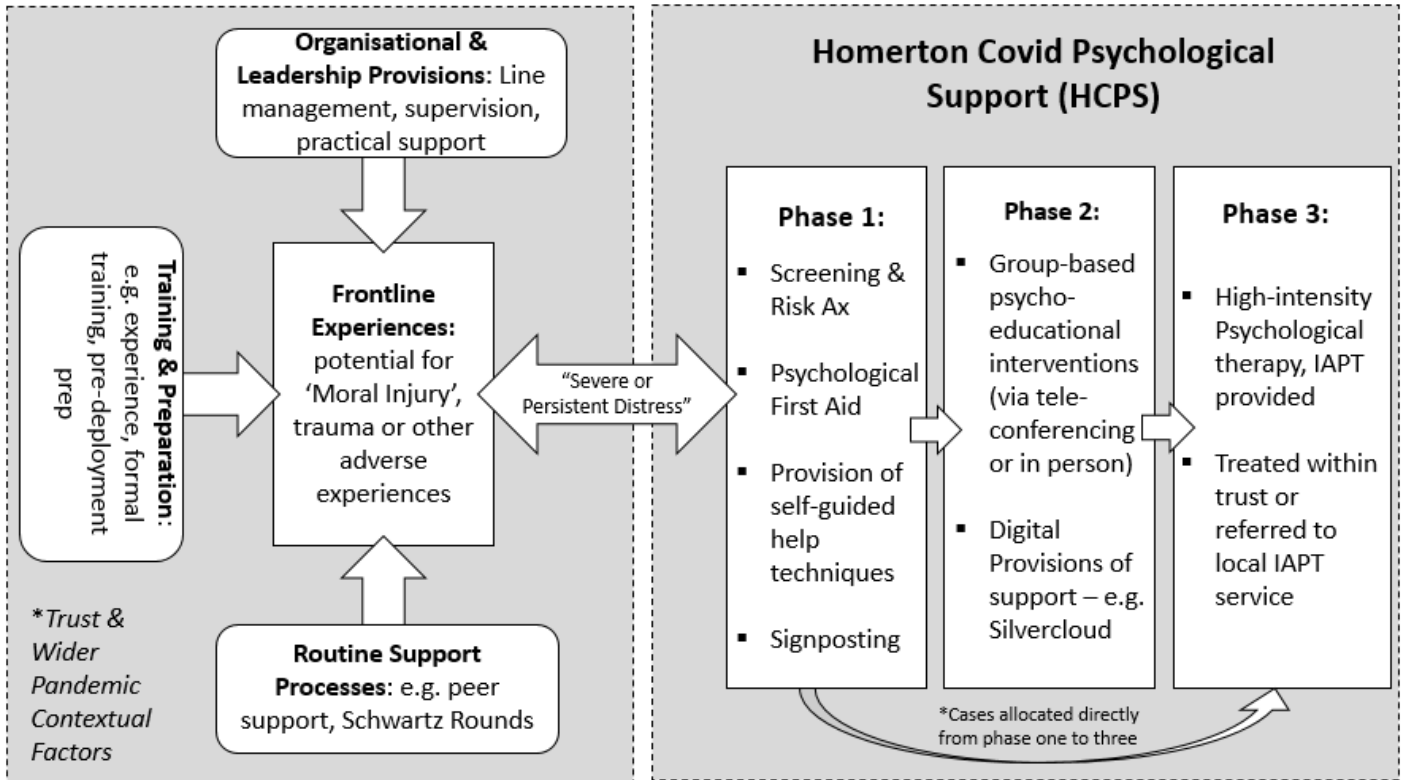 Organisational &
Leadership Provisions: Line
management, supervision,
practical support
Training & Preparation:
e.g. experience, formal
training, pre-deployment
prep
Frontline
Experiences:
potential for
‘Moral Injury’,
trauma or other
adverse
experiences
Routine Support
Processes: e.g. peer
support, Schwartz Rounds
*Trust &
Wider
Pandemic
Contextual
Factors
“Severe or
Persistent Distress”
Homerton Covid Psychological
Support (HCPS)
Phase 1:
▪ Screening &
Risk Ax
▪ Psychological
First Aid
▪ Provision of
self-guided
help
techniques
▪ Signposting
Phase 2:
▪ Group-based
psycho-
educational
interventions
(via tele-
conferencing
or in person)
▪ Digital
Provisions of
support – e.g.
Silvercloud
Phase 3:
▪ High-intensity
Psychological
therapy, IAPT
provided
▪ Treated within
trust or
referred to
local IAPT
service
*Cases allocated directly
from phase one to three